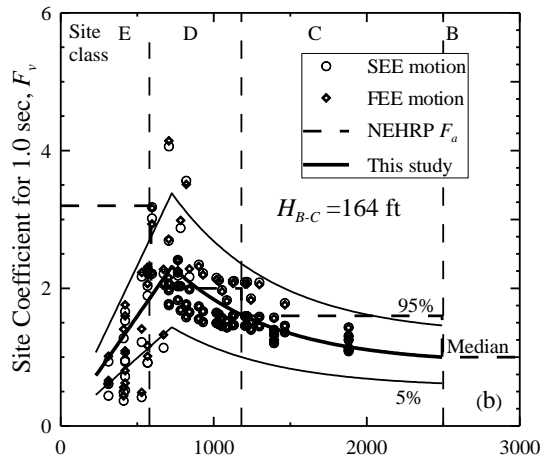 Site Coefficient for 1.0 sec, F_v
6
4
2
0
Site class
E
D
C
B
SEE motion
FEE motion
NEHRP F_a
This study
H_B-C =164 ft
95%
Median
5%
(b)
0
1000
2000
3000